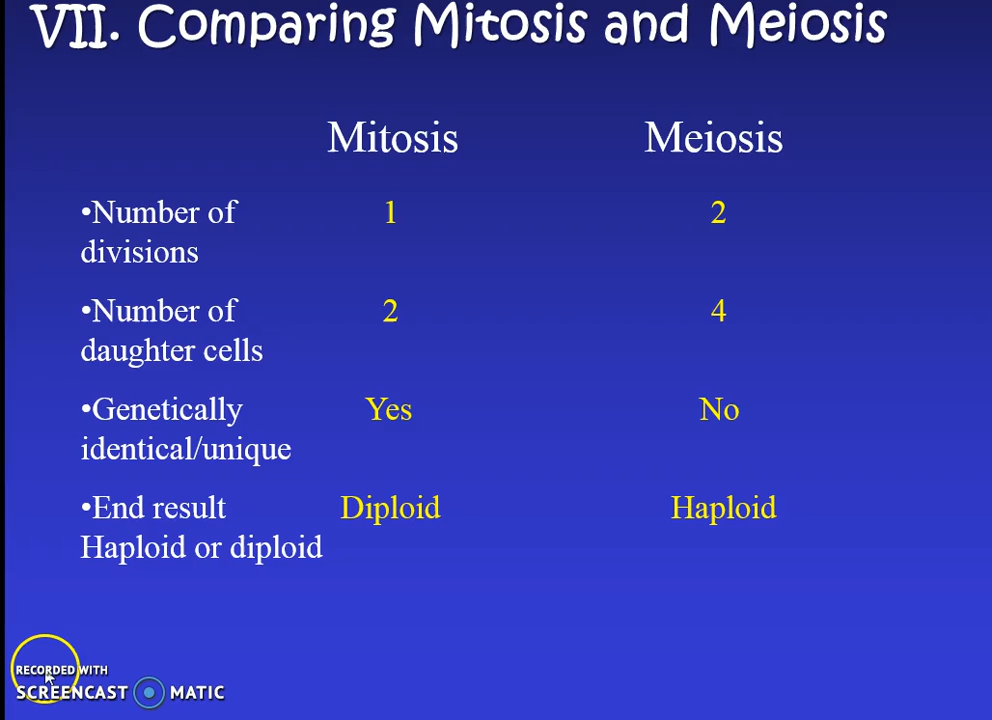 VII. Comparing Mitosis and Meiosis
Mitosis Meiosis
•Number of 1 2
divisions
•Number of 2 4
daughter cells
•Genetically Yes No
identical/unique
•End result Diploid Haploid
Haploid or diploid
RECORDED WITH
SCREENCAST MATIC